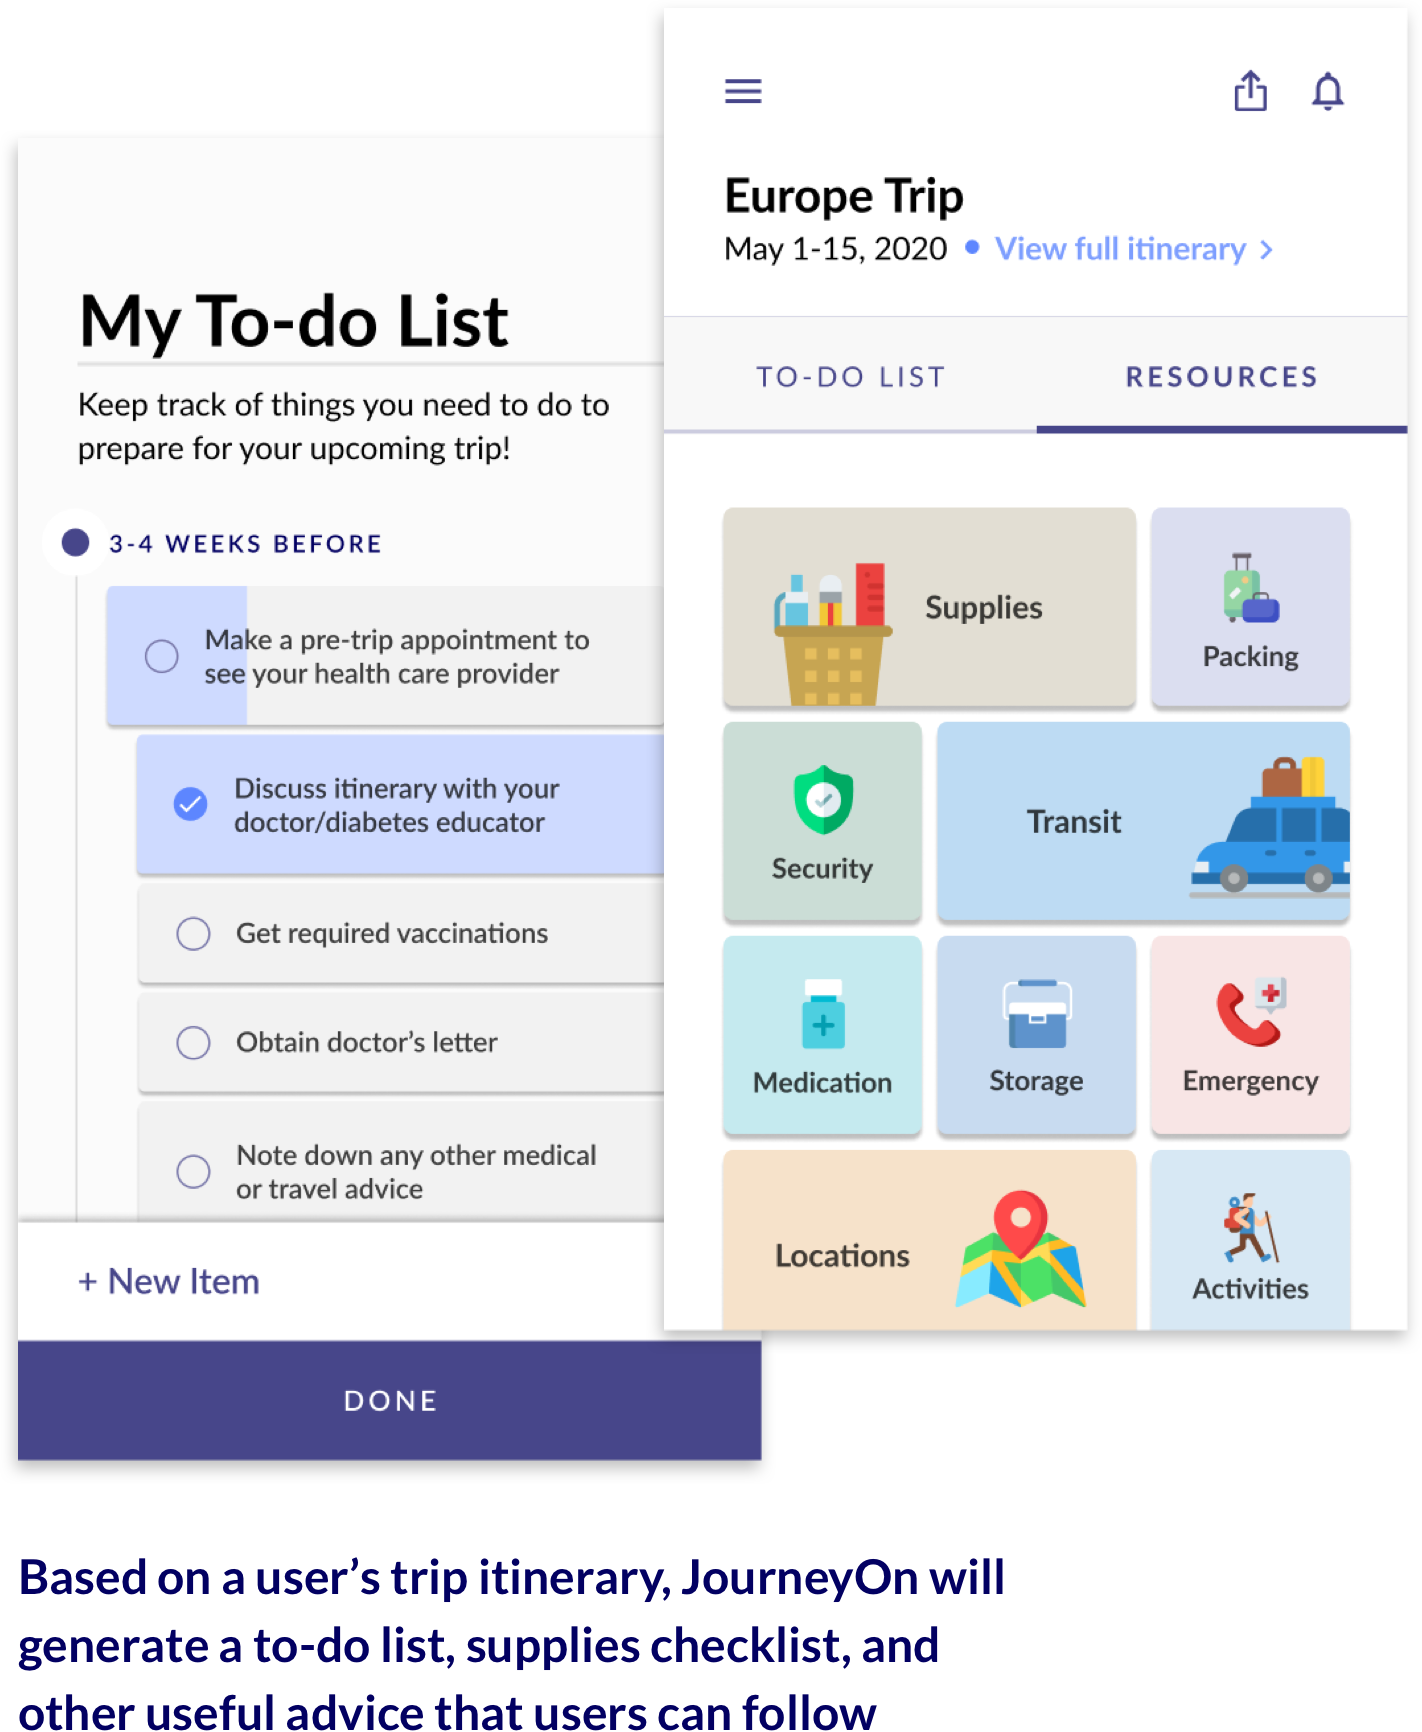 My To-do List
Keep track of things you need to do to
prepare for your upcoming trip!
3-4 WEEKS BEFORE
Make a pre-trip appointment to
see your health care provider
Discuss itinerary with your
doctor/diabetes educator
Get required vaccinations
Obtain doctor’s letter
Note down any other medical
or travel advice
+ New Item
DONE
Europe Trip
May 1-15, 2020 • View full itinerary >
TO-DO LIST
RESOURCES
Supplies
Packing
Security
Transit
Medication
Storage
Emergency
Locations
Activities
Based on a user’s trip itinerary, JourneyOn will
generate a to-do list, supplies checklist, and
other useful advice that users can follow